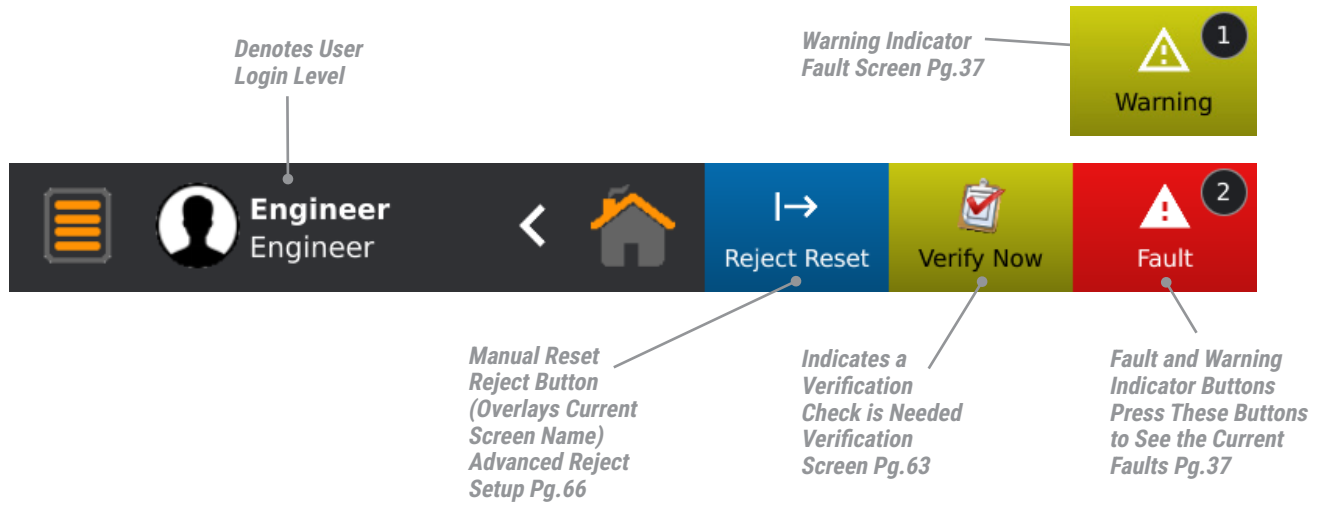 Denotes User
Login Level
Warning Indicator
Fault Screen Pg.37
1
Warning
Engineer
Engineer
Reject Reset
Verify Now
2
Fault
Manual Reset
Reject Button
(Overlays Current
Screen Name)
Advanced Reject
Setup Pg.66
Indicates a
Verification
Check is Needed
Verification
Screen Pg.63
Fault and Warning
Indicator Buttons
Press These Buttons
to See the Current
Faults Pg.37